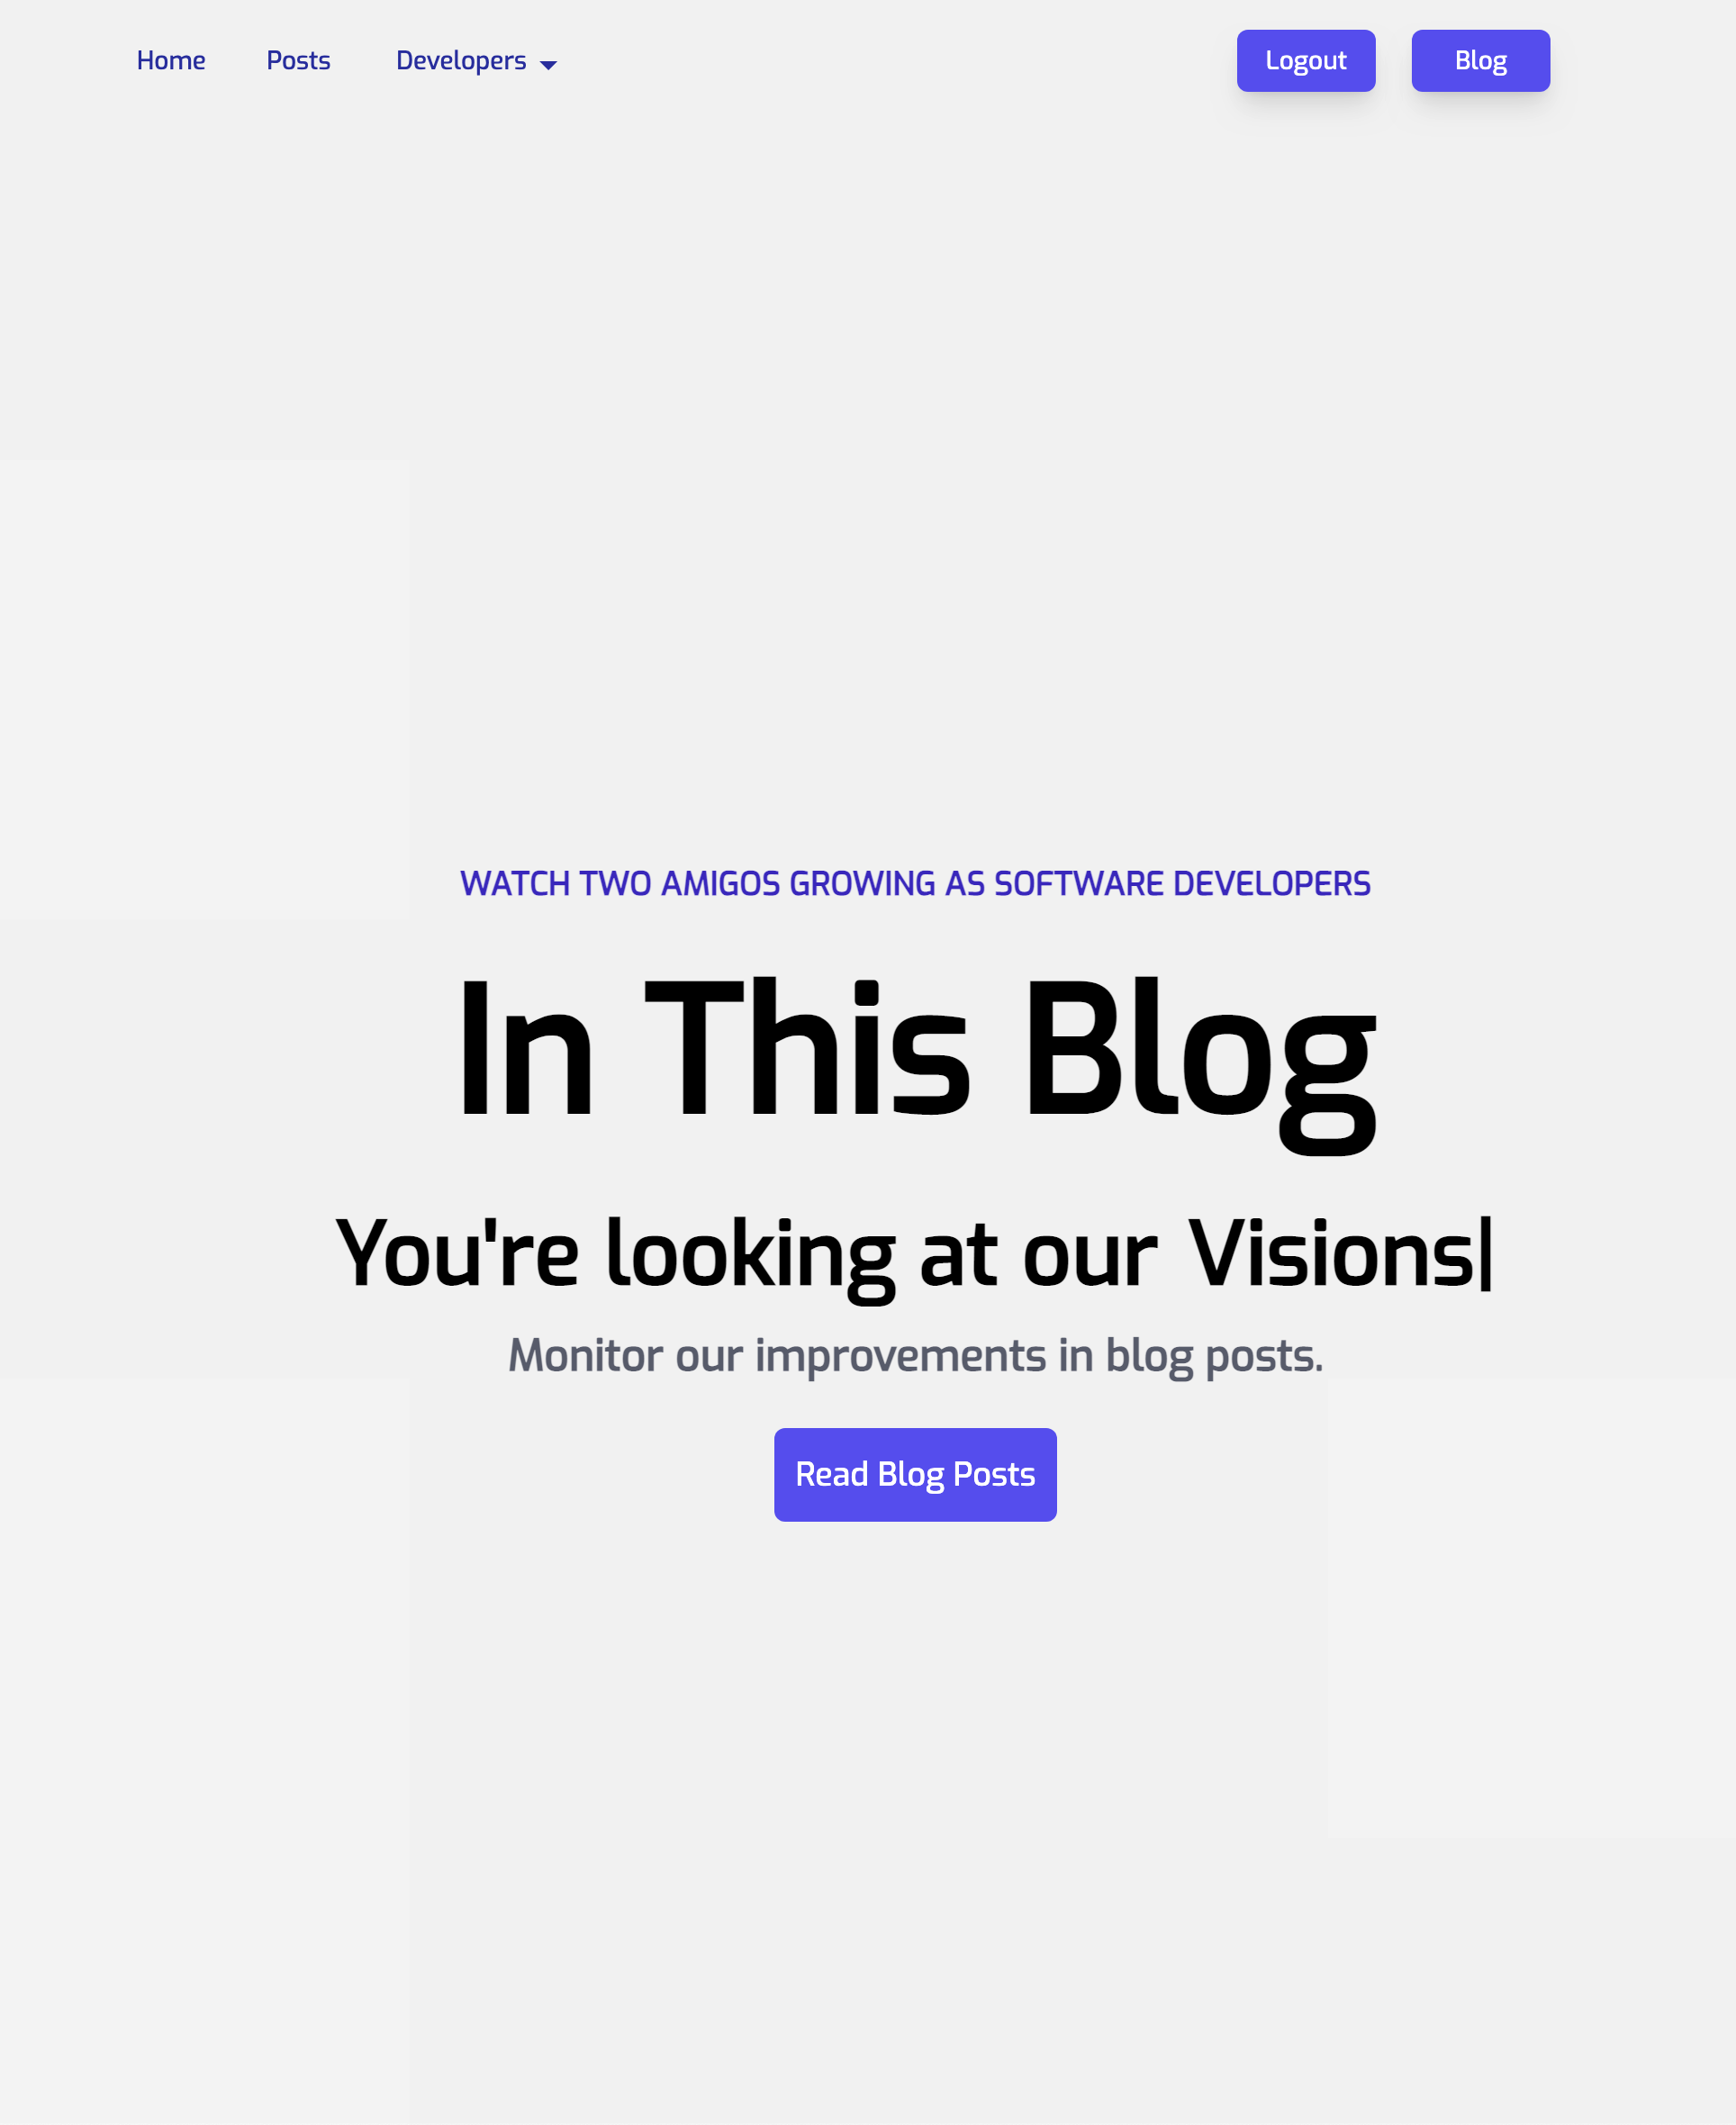 Home Posts Developers Logout Blog
WATCH TWO AMIGOS GROWING AS SOFTWARE DEVELOPERS
In This Blog
You're looking at our Visions|
Monitor our improvements in blog posts.
Read Blog Posts